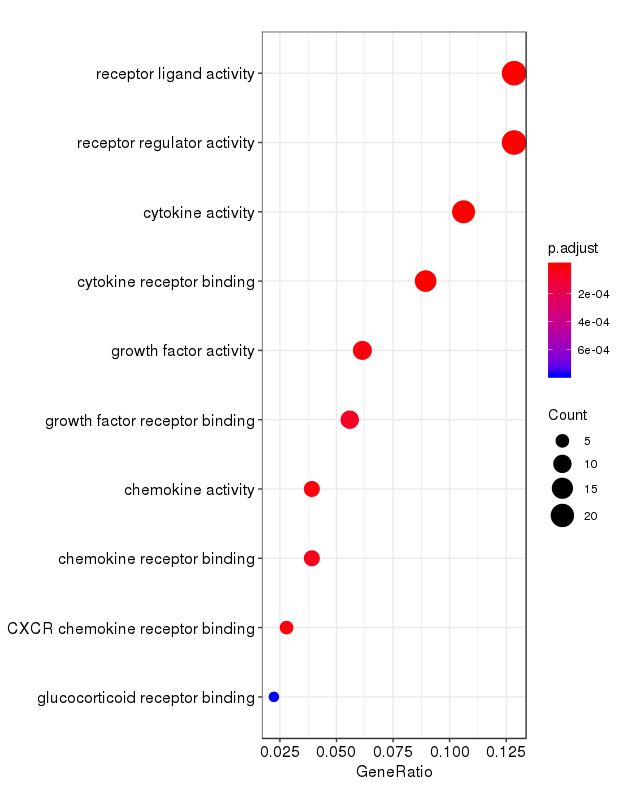 receptor ligand activity
receptor regulator activity
cytokine activity
cytokine receptor binding
growth factor activity
growth factor receptor binding
chemokine activity
chemokine receptor binding
CXCR chemokine receptor binding
glucocorticoid receptor binding
0.025 0.050 0.075 0.100 0.125
GeneRatio
p.adjust
2e-04
4e-04
6e-04
Count
5
10
15
20